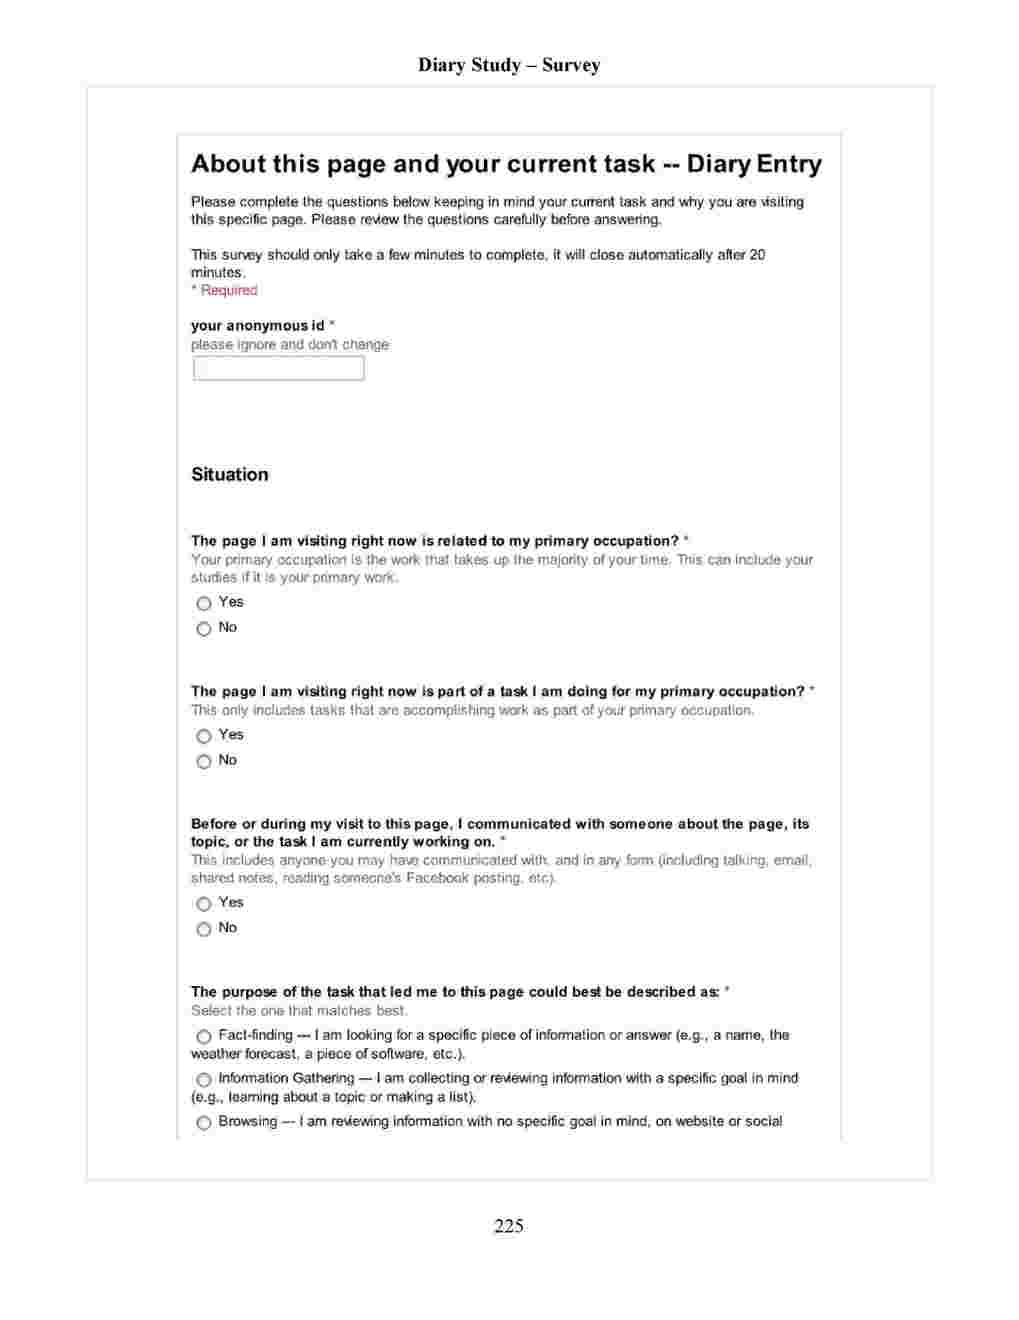 Diary Study – Survey
About this page and your current task -- Diary Entry
Please complete the questions below keeping in mind your current task and why you are visiting
this specific page. Please review the questions carefully before answering.
This survey should only take a few minutes to complete, it will close automatically after 20
minutes.
* Required
your anonymous id *
please ignore and don't change
Situation
The page I am visiting right now is related to my primary occupation? *
Your primary occupation is the work that takes up the majority of your time. This can include your
studies if it is your primary work.
Yes
No
The page I am visiting right now is part of a task I am doing for my primary occupation? *
This only includes tasks that are accomplishing work as part of your primary occupation.
Yes
No
Before or during my visit to this page, I communicated with someone about the page, its
topic, or the task I am currently working on. *
This includes anyone you may have communicated with, and in any form (including talking, email,
shared notes, reading someone's Facebook posting, etc).
Yes
No
The purpose of the task that led me to this page could best be described as: *
Select the one that matches best.
Fact-finding --- I am looking for a specific piece of information or answer (e.g., a name, the
weather forecast, a piece of software, etc.).
Information Gathering --- I am collecting or reviewing information with a specific goal in mind
(e.g., learning about a topic or making a list).
Browsing --- I am reviewing information with no specific goal in mind, on website or social
225